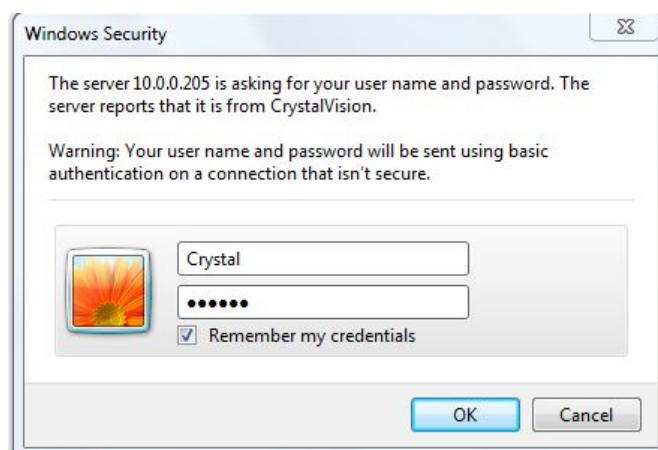 Windows Security
The server 10.0.0.205 is asking for your user name and password. The
server reports that it is from CrystalVision.
Warning: Your user name and password will be sent using basic
authentication on a connection that isn't secure.
Crystal
••••••
Remember my credentials
OK
Cancel